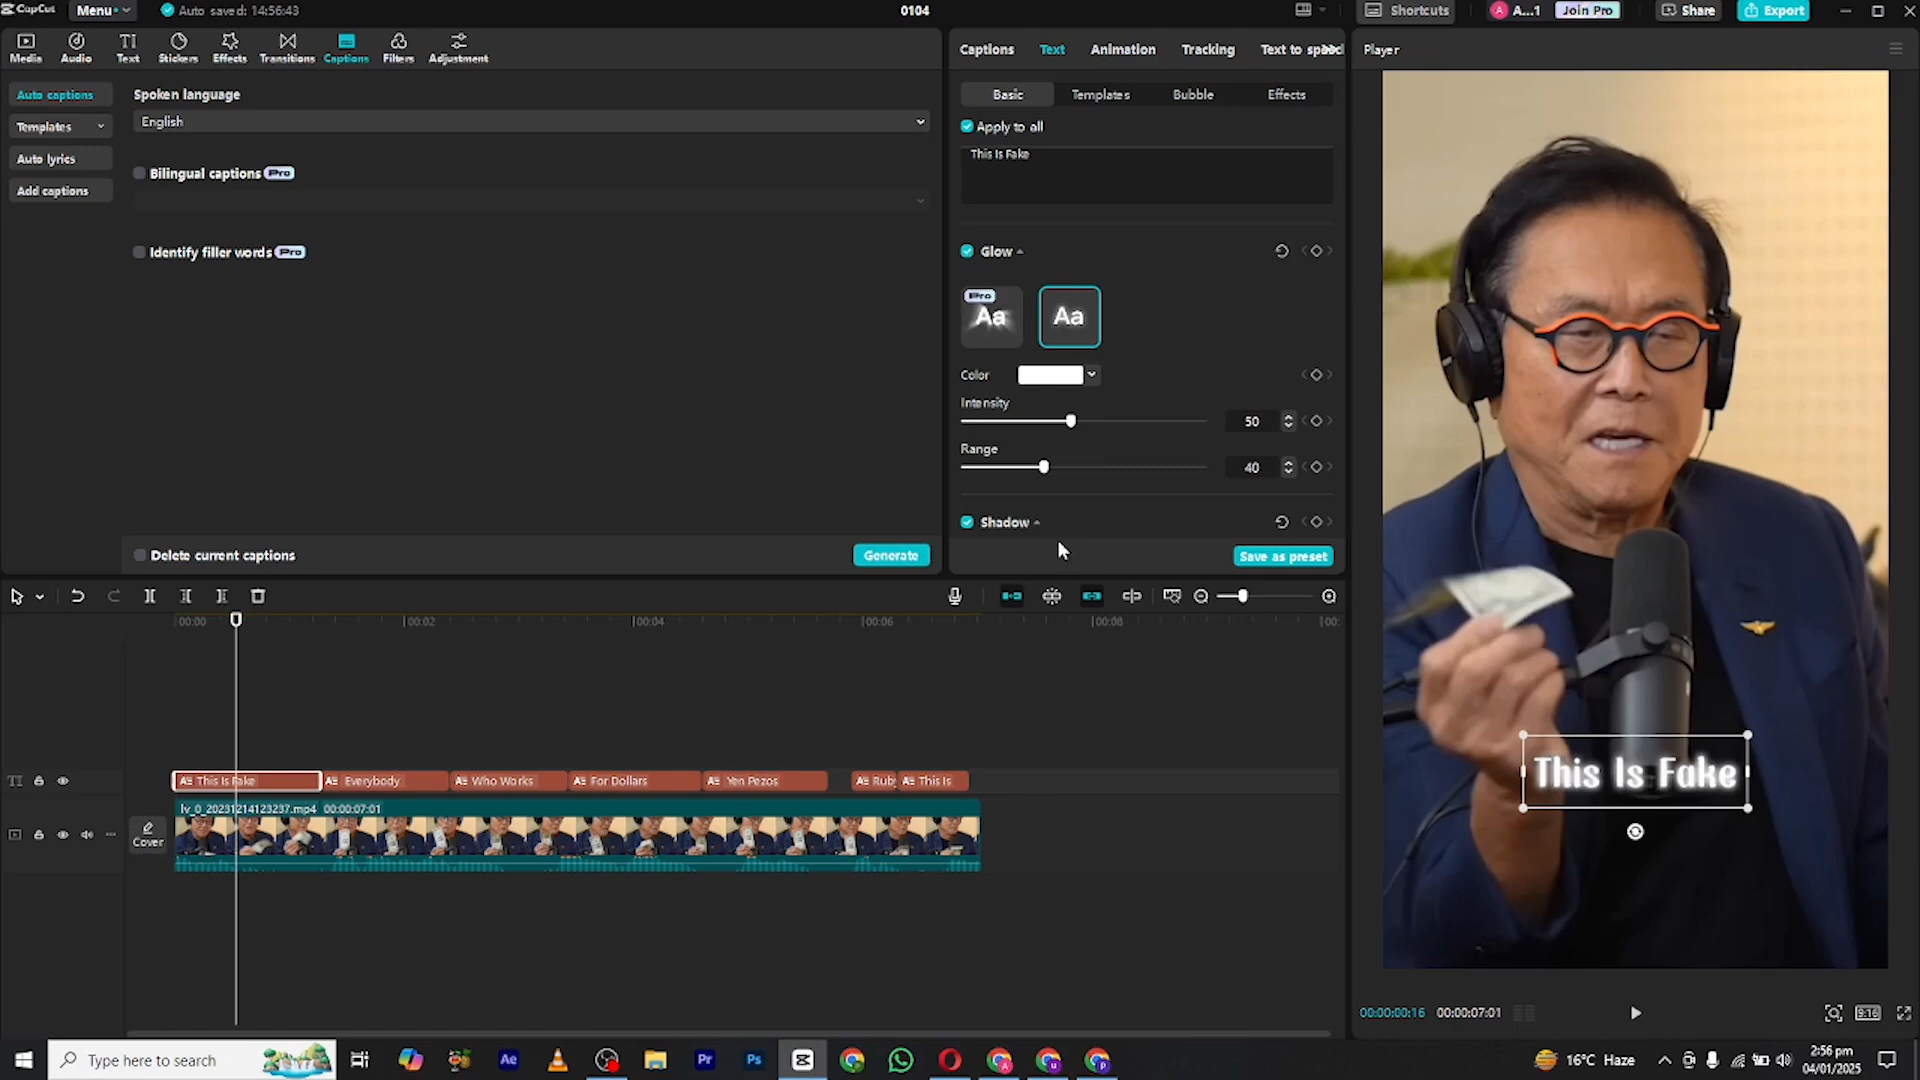 CapCut Menu Auto saved: 14:56:43 0104 Shortcuts A...1 Join Pro Share Export
Media Audio Text Stickers Effects Transitions Captions Filters Adjustment
Auto captions
Templates
Auto lyrics
Add captions
Spoken language
English
Bilingual captions Pro
Identify filler words Pro
Delete current captions
Generate
Captions Text Animation Tracking Text to
Basic Templates Bubble Effects
Apply to all
This Is Fake
Glow
Pro
Aa Aa
Color
Intensity
50
Range
40
Shadow
Save as preset
Player
This Is Fake
00:00:00:16 00:00:07:01
9:16
00:00 00:02 00:04 00:06 00:08 00:
This Is Fake Everybody Who Works For Dollars Yen Pezos Ruby This Is
lv_0_20231214123237.mp4 00:00:07:01
Cover
Type here to search
Ae Pr Ps
16°C Haze
2:56 pm
04/01/2025